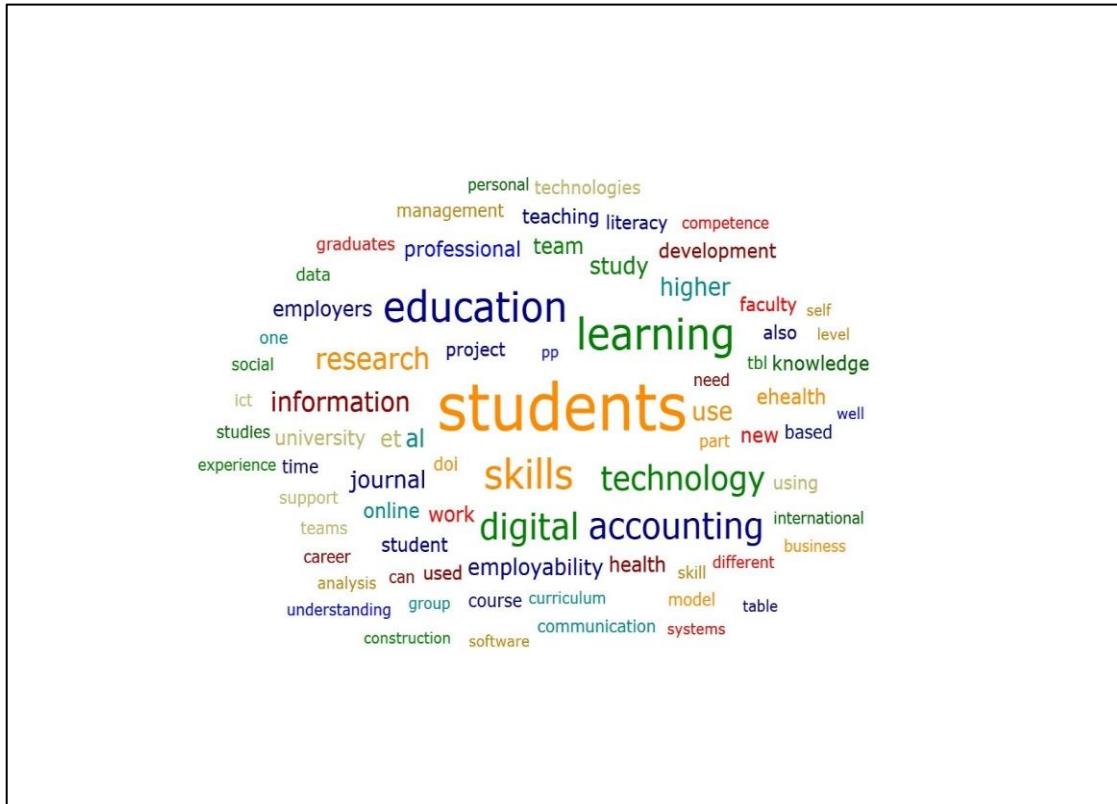 personal technologies
management teaching literacy competence
graduates professional team study development
data higher
employers education learning faculty self
one also level
social research project pp tbl knowledge
need
ict information students use ehealth well
studies university et al part new based
experience time doi
journal skills technology using
support
teams online work digital accounting international
career student business
analysis can used employability health skill different
understanding group course curriculum model table
construction software communication systems